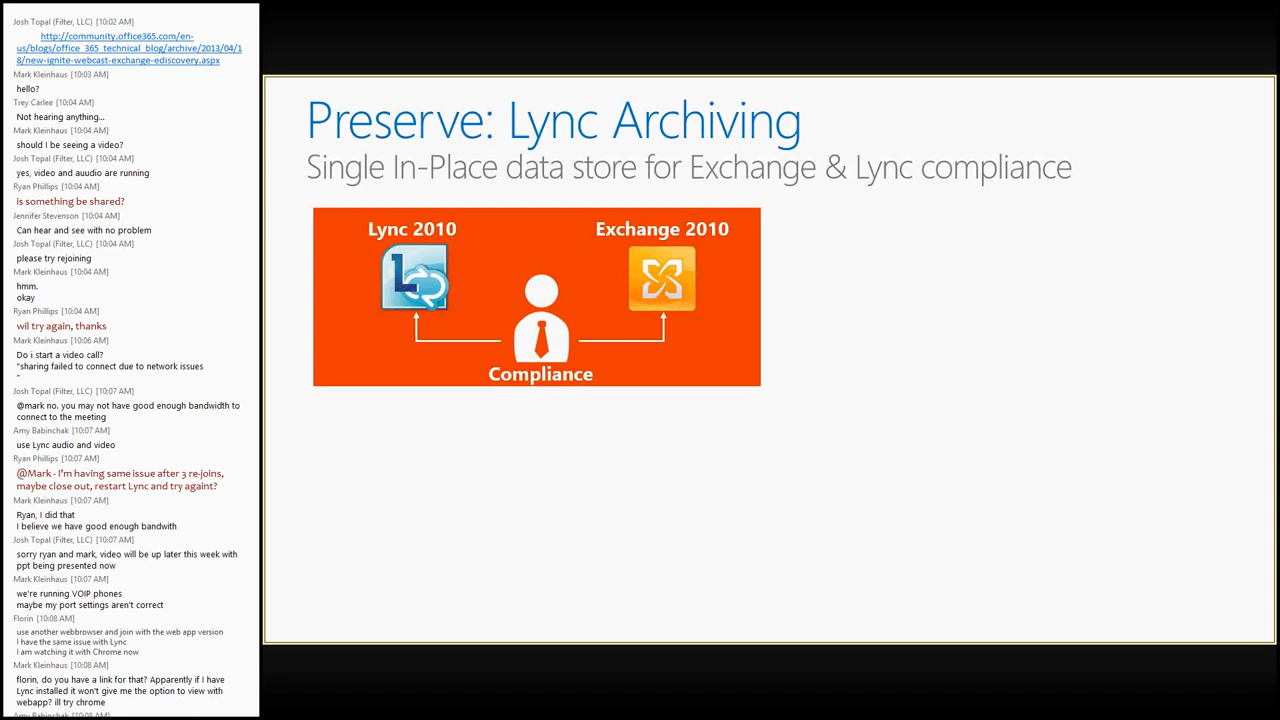 Josh Topal (Filter, LLC) [10:02 AM]
http://community.office365.com/en-
us/blogs/office_365_technical_blog/archive/2013/04/1
8/new-ignite-webcast-exchange-ediscovery.aspx
Mark Kleinhaus [10:03 AM]
hello?
Trey Carlee [10:04 AM]
Not hearing anything...
Mark Kleinhaus [10:04 AM]
should I be seeing a video?
Josh Topal (Filter, LLC) [10:04 AM]
yes, video and auudio are running
Ryan Phillips [10:04 AM]
is something be shared?
Jennifer Stevenson [10:04 AM]
Can hear and see with no problem
Josh Topal (Filter, LLC) [10:04 AM]
please try rejoining
Mark Kleinhaus [10:04 AM]
hmm.
okay
Ryan Phillips [10:04 AM]
wil try again, thanks
Mark Kleinhaus [10:06 AM]
Do i start a video call?
"sharing failed to connect due to network issues
"
Josh Topal (Filter, LLC) [10:07 AM]
@mark no. you may not have good enough bandwidth to
connect to the meeting
Amy Babinchak [10:07 AM]
use Lync audio and video
Ryan Phillips [10:07 AM]
@Mark - I'm having same issue after 3 re-joins,
maybe close out, restart Lync and try againt?
Mark Kleinhaus [10:07 AM]
Ryan, I did that
I believe we have good enough bandwith
Josh Topal (Filter, LLC) [10:07 AM]
sorry ryan and mark, video will be up later this week with
ppt being presented now
Mark Kleinhaus [10:07 AM]
we're running VOIP phones
maybe my port settings aren't correct
Florin [10:08 AM]
use another webbrowser and join with the web app version
I have the same issue with Lync
I am watching it with Chrome now
Mark Kleinhaus [10:08 AM]
florin, do you have a link for that? Apparently if I have
Lync installed it won't give me the option to view with
webapp? ill try chrome
Amy Babinchak [10:08 AM]
Preserve: Lync Archiving
Single In-Place data store for Exchange & Lync compliance
Lync 2010
Exchange 2010
Compliance